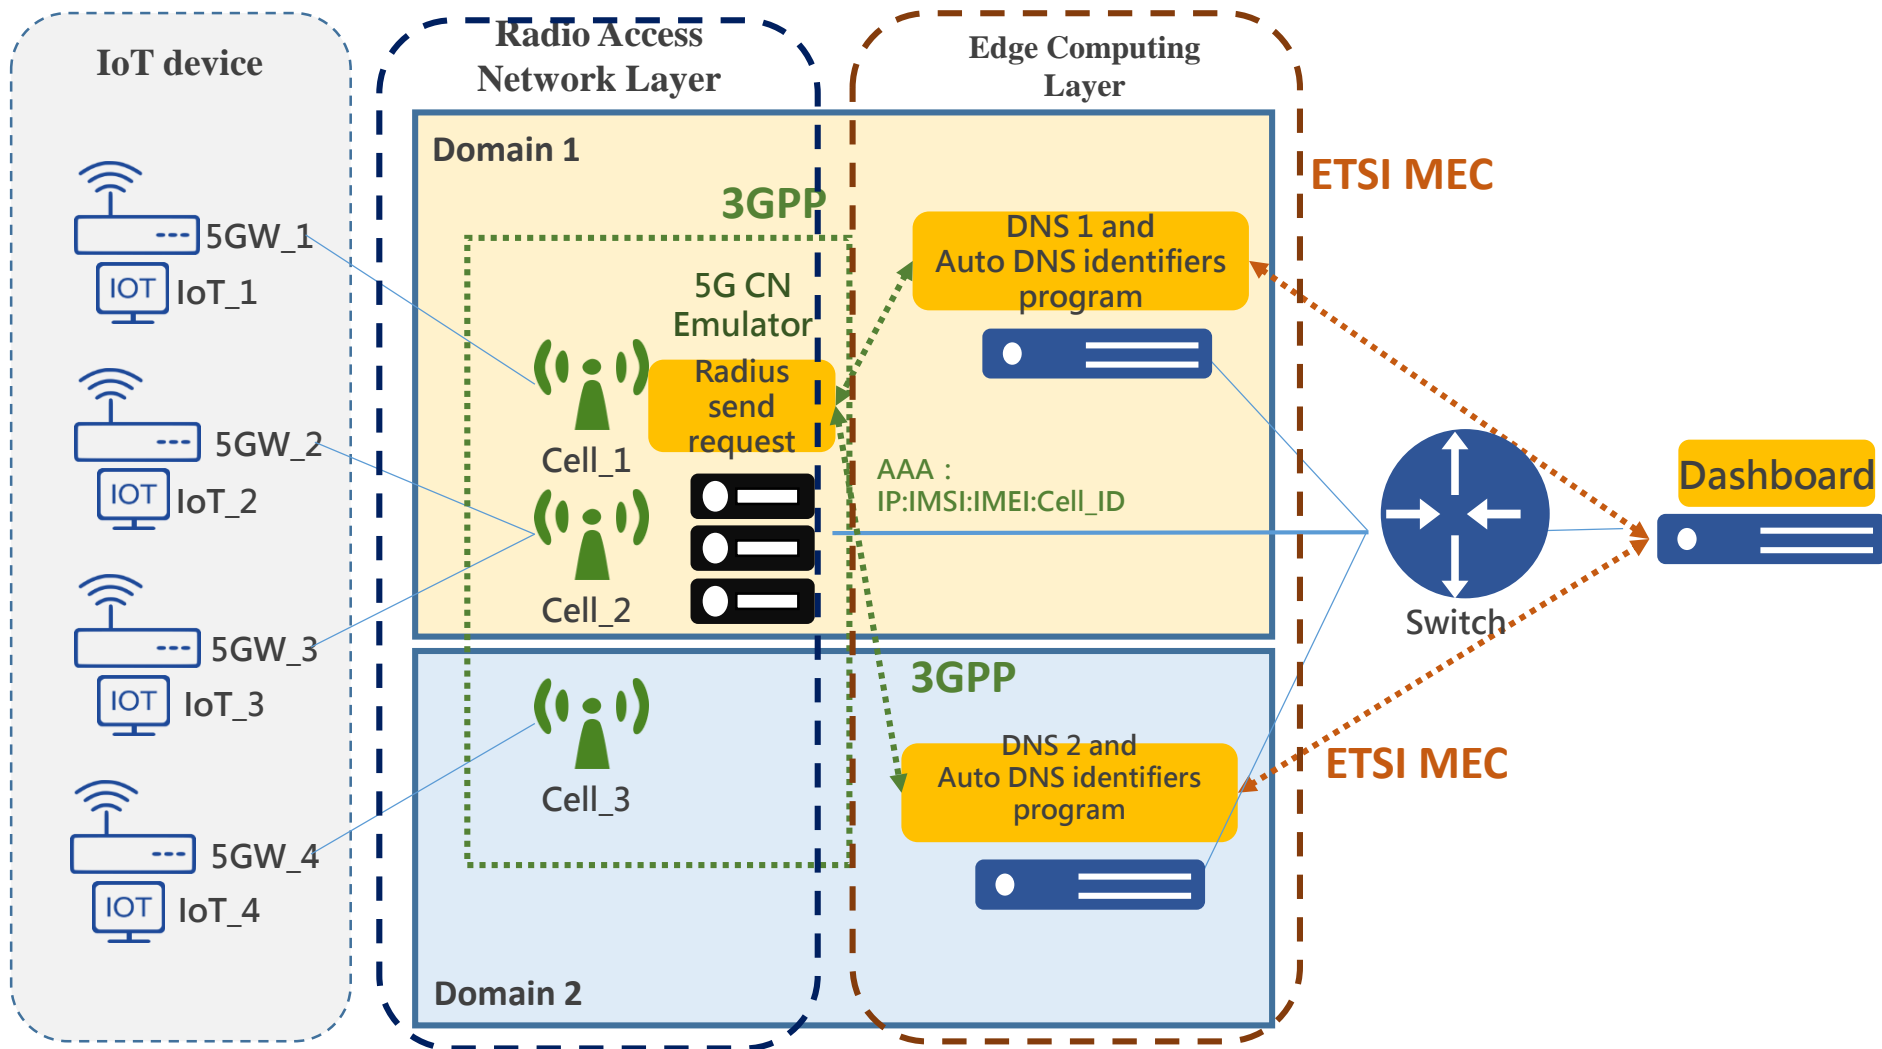 IoT device
Radio Access
Network Layer
Edge Computing
Layer
Domain 1
ETSI MEC
3GPP
5GW_1
IOT
IoT_1
DNS 1 and
Auto DNS identifiers
program
5G CN
Emulator
Radius
send
request
Cell_1
5GW_2
IOT
IoT_2
AAA :
IP:IMSI:IMEI:Cell_ID
Dashboard
Switch
Cell_2
5GW_3
IOT
IoT_3
3GPP
DNS 2 and
Auto DNS identifiers
program
ETSI MEC
Cell_3
5GW_4
IOT
IoT_4
Domain 2